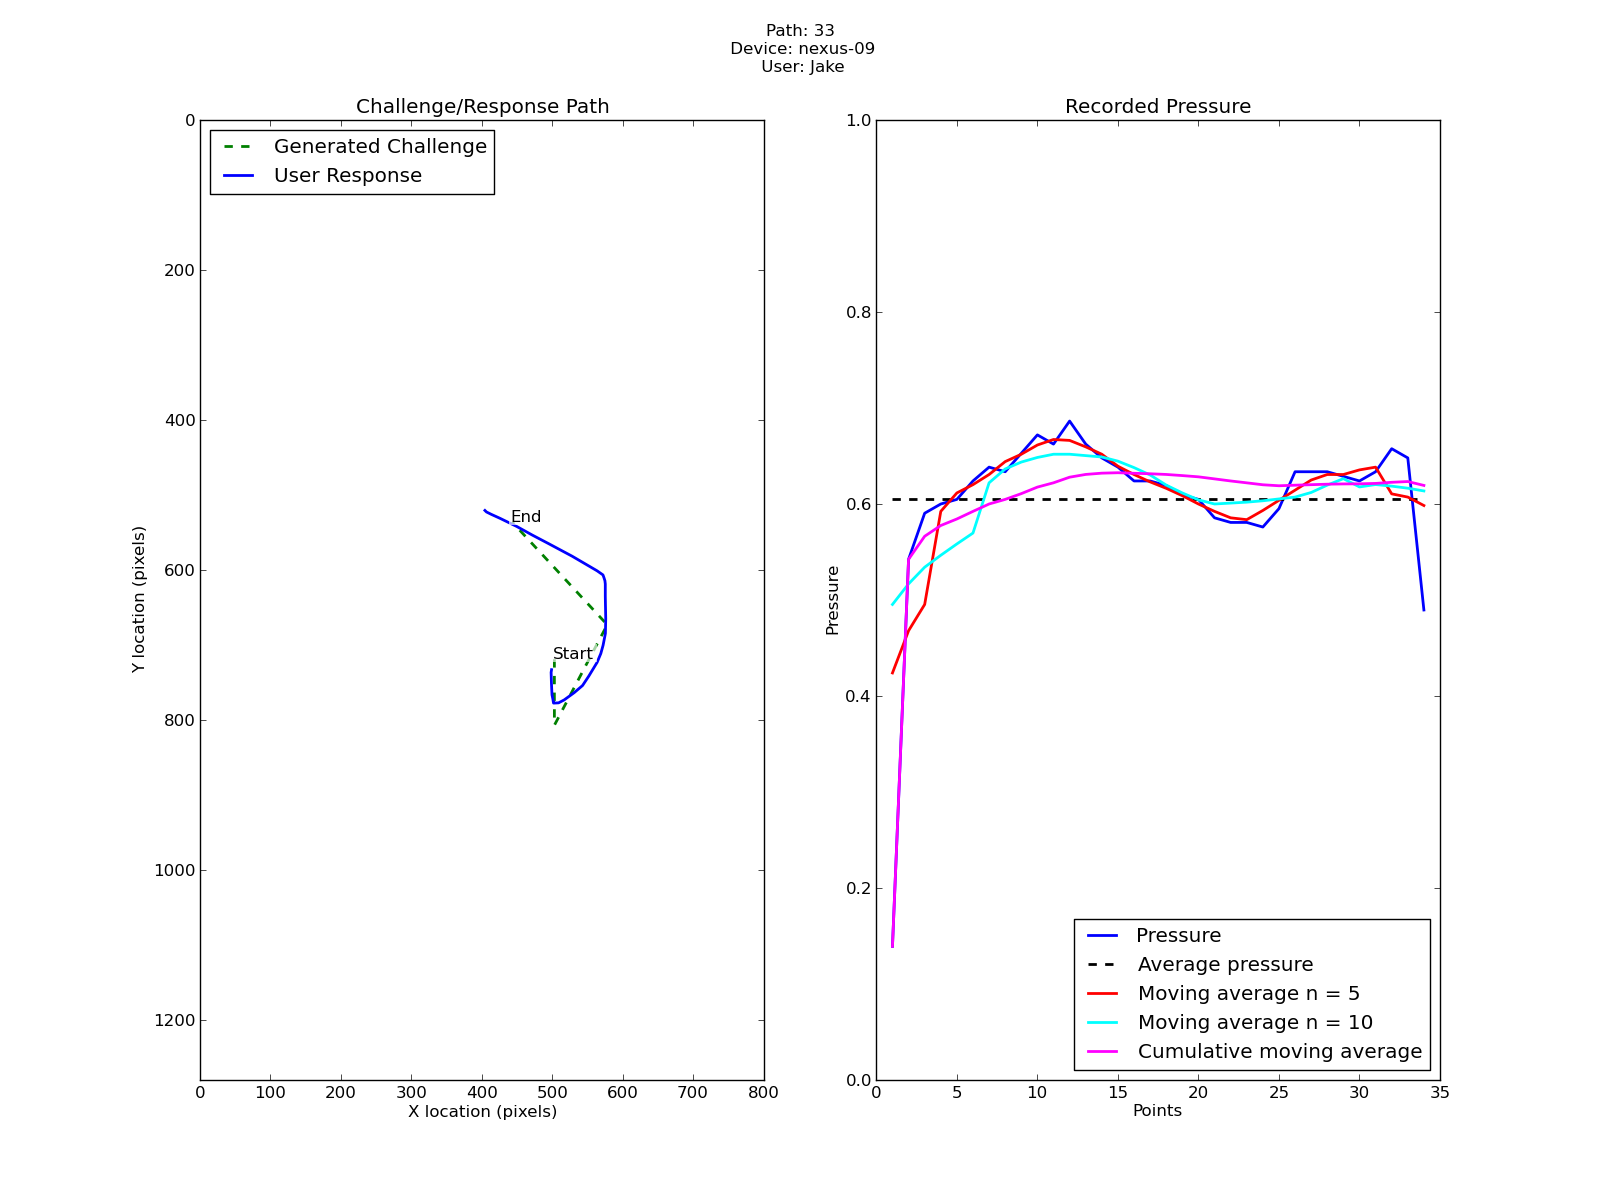 Path: 33
Device: nexus-09
User: Jake
Challenge/Response Path
Generated Challenge
User Response
0
200
400
600
800
1000
1200
Y location (pixels)
End
Start
0 100 200 300 400 500 600 700 800
X location (pixels)
Recorded Pressure
1.0
0.8
0.6
0.4
0.2
0.0
Pressure
Pressure
Average pressure
Moving average n = 5
Moving average n = 10
Cumulative moving average
0 5 10 15 20 25 30 35
Points